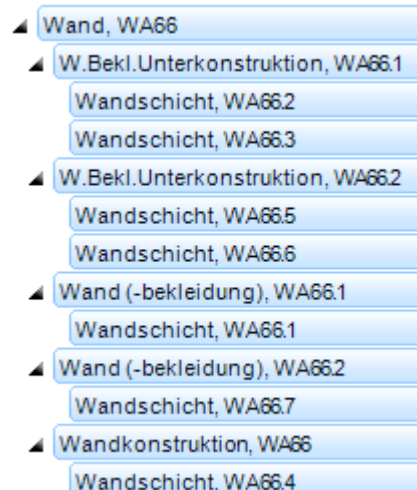 Wand, WA66
W.Bekl.Unterkonstruktion, WA66.1
Wandschicht, WA66.2
Wandschicht, WA66.3
W.Bekl.Unterkonstruktion, WA66.2
Wandschicht, WA66.5
Wandschicht, WA66.6
Wand (-bekleidung), WA66.1
Wandschicht, WA66.1
Wand (-bekleidung), WA66.2
Wandschicht, WA66.7
Wandkonstruktion, WA66
Wandschicht, WA66.4